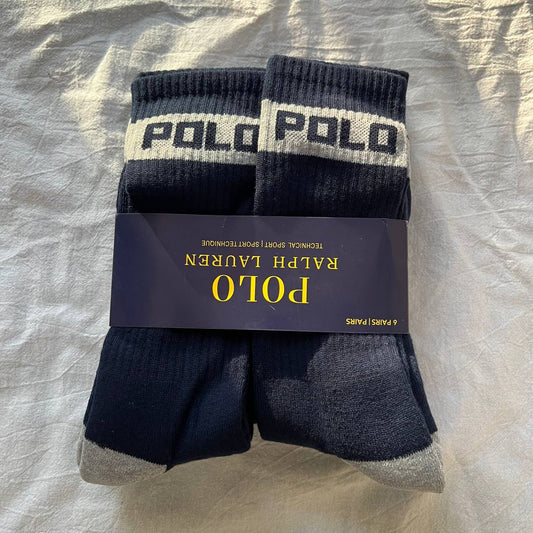 POLO
POLO
POLO
RALPH LAUREN
TECHNICAL SPORT | SPORT TECHNIQUE
6 PAIRS | PAIRS